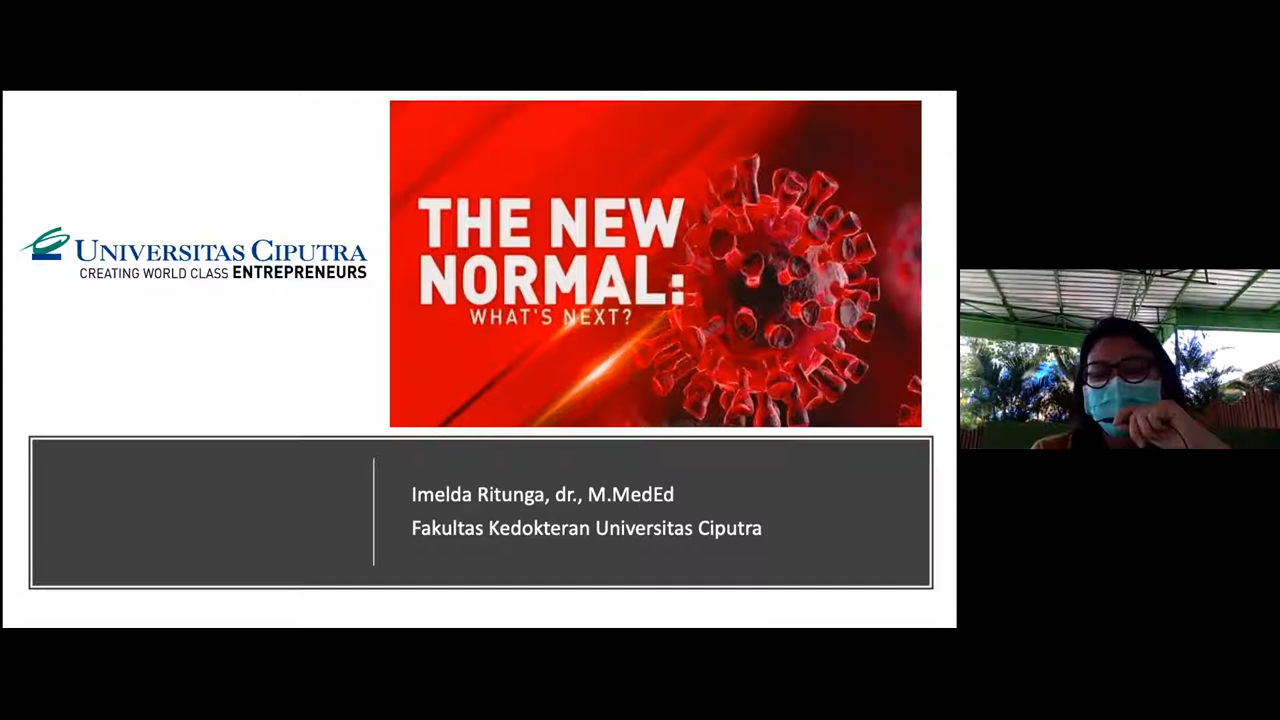 UNIVERSITAS CIPUTRA
CREATING WORLD CLASS ENTREPRENEURS
THE NEW
NORMAL:
WHAT'S NEXT?
Imelda Ritunga, dr., M.MedEd
Fakultas Kedokteran Universitas Ciputra